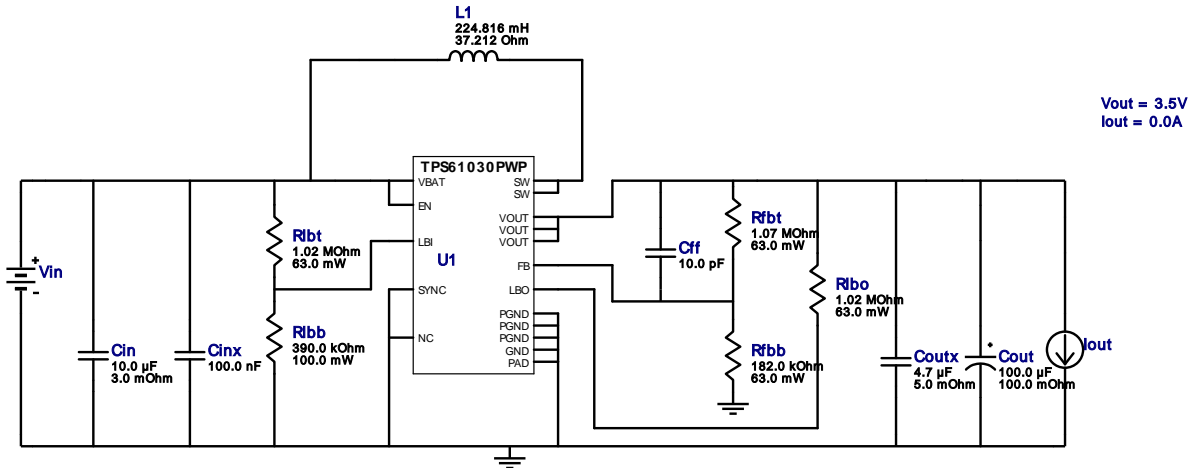 L1
224.816 mH
37.212 Ohm
Vout = 3.5V
Iout = 0.0A
TPS61030PWP
VBAT
EN
LBI
SYNC
NC
U1
SW
SW
VOUT
VOUT
VOUT
FB
LBO
PGND
PGND
PGND
GND
PAD
+
Vin
-
Cin
10.0 µF
3.0 mOhm
Cinx
100.0 nF
Rlbt
1.02 MOhm
63.0 mW
Rlbb
390.0 kOhm
100.0 mW
Cff
10.0 pF
Rfbt
1.07 MOhm
63.0 mW
Rlbo
1.02 MOhm
63.0 mW
Rfbb
182.0 kOhm
63.0 mW
Coutx
4.7 µF
5.0 mOhm
+
Cout
100.0 µF
100.0 mOhm
Iout